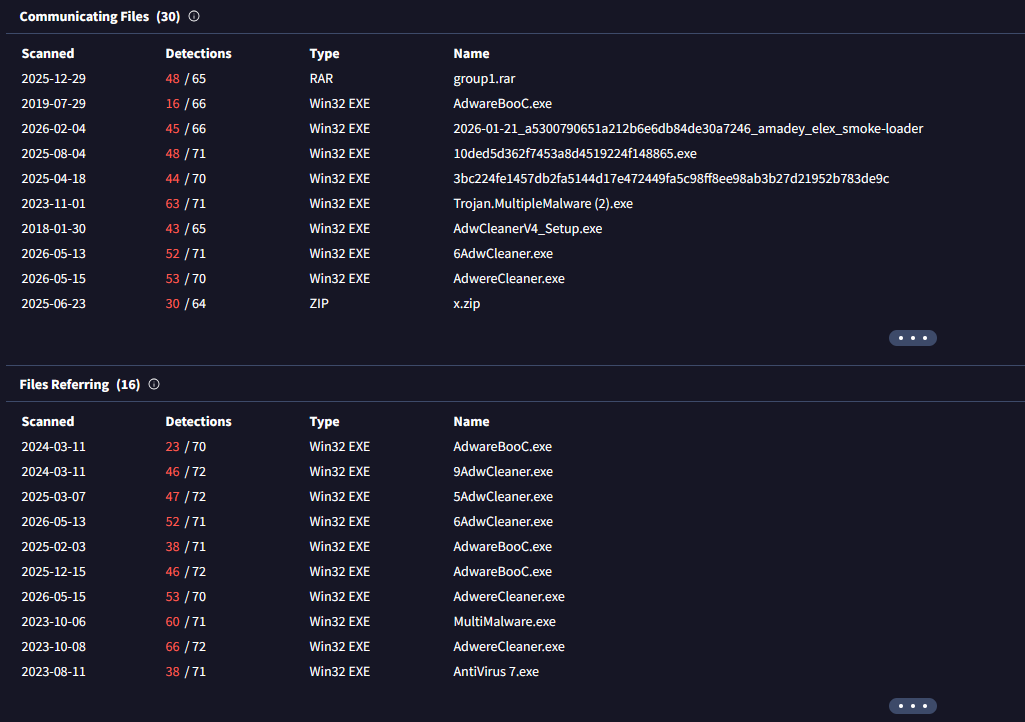 Communicating Files (30)
Scanned Detections Type Name
2025-12-29 48 / 65 RAR group1.rar
2019-07-29 16 / 66 Win32 EXE AdwareBooC.exe
2026-02-04 45 / 66 Win32 EXE 2026-01-21_a5300790651a212b6e6db84de30a7246_amadey_elex_smoke-loader
2025-08-04 48 / 71 Win32 EXE 10ded5d362f7453a8d4519224f148865.exe
2025-04-18 44 / 70 Win32 EXE 3bc224fe1457db2fa5144d17e472449fa5c98ff8ee98ab3b27d21952b783de9c
2023-11-01 63 / 71 Win32 EXE Trojan.MultipleMalware (2).exe
2018-01-30 43 / 65 Win32 EXE AdwCleanerV4_Setup.exe
2026-05-13 52 / 71 Win32 EXE 6AdwCleaner.exe
2026-05-15 53 / 70 Win32 EXE AdwereCleaner.exe
2025-06-23 30 / 64 ZIP x.zip
Files Referring (16)
Scanned Detections Type Name
2024-03-11 23 / 70 Win32 EXE AdwareBooC.exe
2024-03-11 46 / 72 Win32 EXE 9AdwCleaner.exe
2025-03-07 47 / 72 Win32 EXE 5AdwCleaner.exe
2026-05-13 52 / 71 Win32 EXE 6AdwCleaner.exe
2025-02-03 38 / 71 Win32 EXE AdwareBooC.exe
2025-12-15 46 / 72 Win32 EXE AdwareBooC.exe
2026-05-15 53 / 70 Win32 EXE AdwereCleaner.exe
2023-10-06 60 / 71 Win32 EXE MultiMalware.exe
2023-10-08 66 / 72 Win32 EXE AdwereCleaner.exe
2023-08-11 38 / 71 Win32 EXE AntiVirus 7.exe